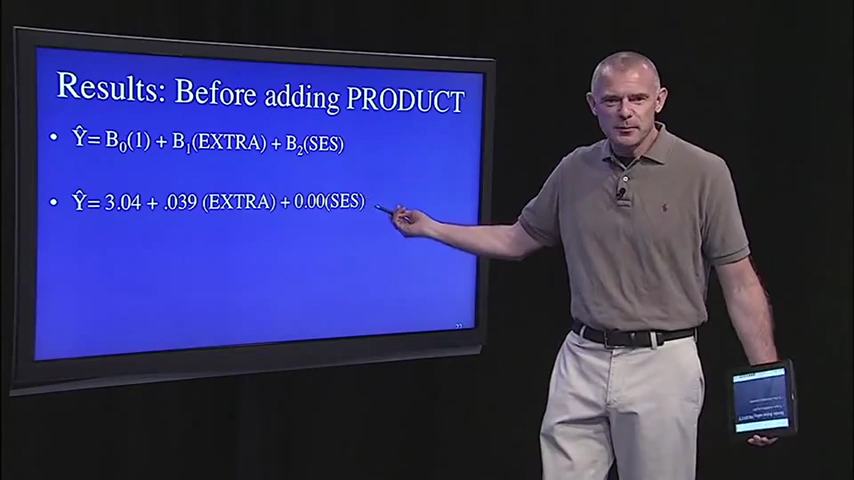 Results: Before adding PRODUCT
• Ŷ= B₀(1) + B₁(EXTRA) + B₂(SES)
• Ŷ= 3.04 + .039 (EXTRA) + 0.00(SES)